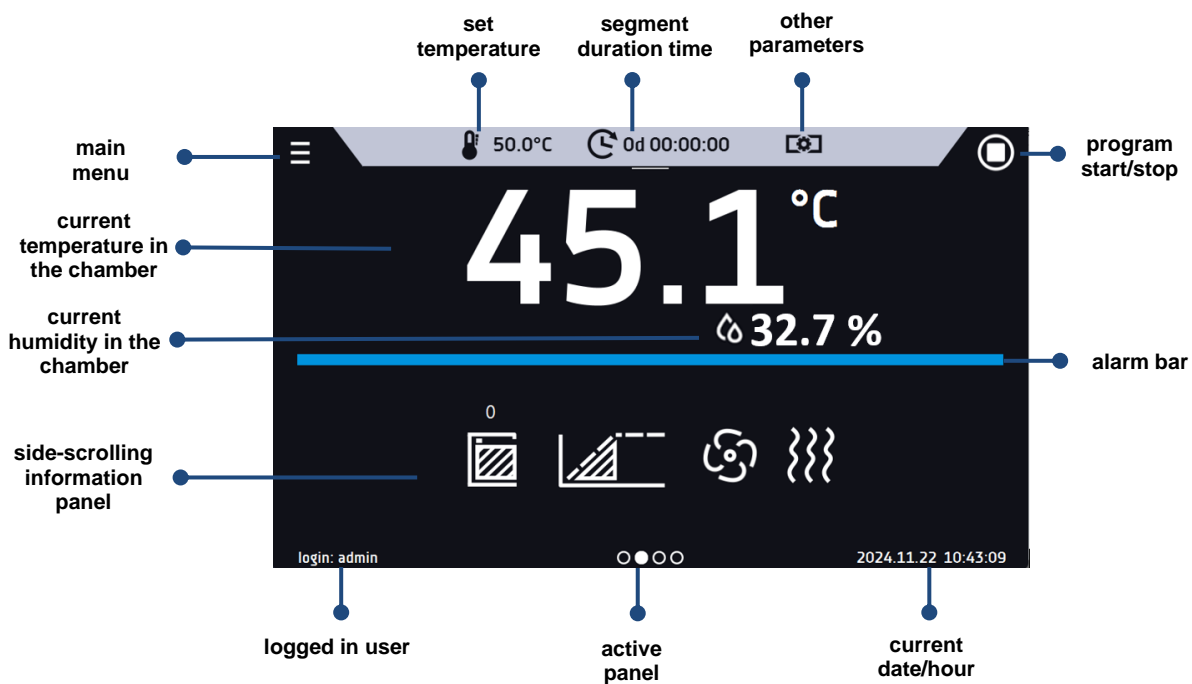 set
temperature
segment
duration time
other
parameters
main
menu
50.0°C
0d 00:00:00
program
start/stop
current
temperature in
the chamber
45.1 °C
current
humidity in the
chamber
32.7 %
alarm bar
0
side-scrolling
information
panel
login: admin
2024.11.22 10:43:09
logged in user
active
panel
current
date/hour